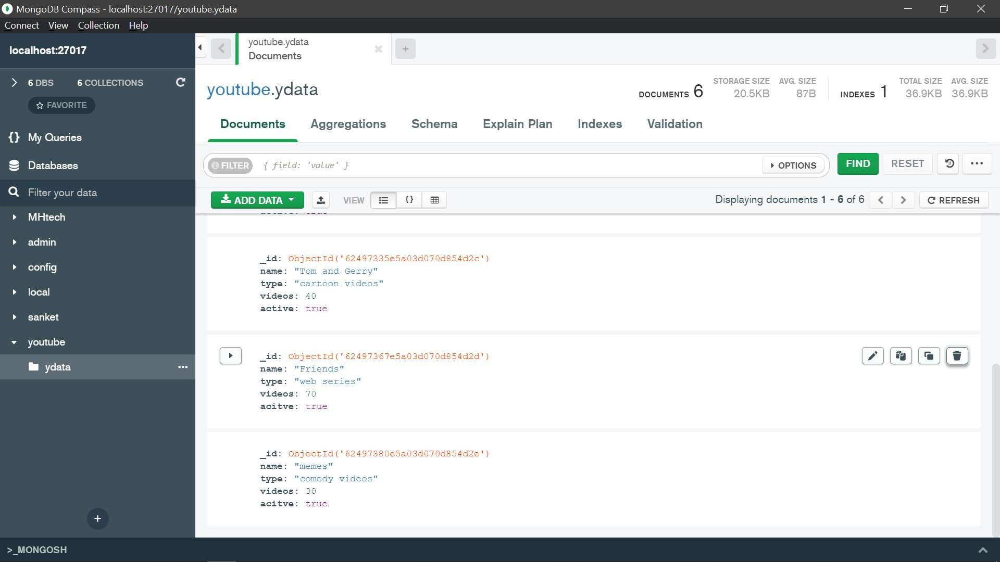 MongoDB Compass - localhost:27017/youtube.ydata
Connect View Collection Help
localhost:27017
6 DBS 6 COLLECTIONS
FAVORITE
My Queries
Databases
Filter your data
MHtech
admin
config
local
sanket
youtube
ydata
>_MONGOSH
youtube.ydata
Documents
youtube.ydata
DOCUMENTS 6
STORAGE SIZE
20.5KB
AVG. SIZE
87B
INDEXES 1
TOTAL SIZE
36.9KB
AVG. SIZE
36.9KB
Documents Aggregations Schema Explain Plan Indexes Validation
FILTER { field: 'value' } OPTIONS FIND RESET
ADD DATA VIEW {} Displaying documents 1 - 6 of 6 REFRESH
_id: ObjectId('62497335e5a03d070d854d2c')
name: "Tom and Gerry"
type: "cartoon videos"
videos: 40
active: true
_id: ObjectId('62497367e5a03d070d854d2d')
name: "Friends"
type: "web series"
videos: 70
acitve: true
_id: ObjectId('62497380e5a03d070d854d2e')
name: "memes"
type: "comedy videos"
videos: 30
acitve: true